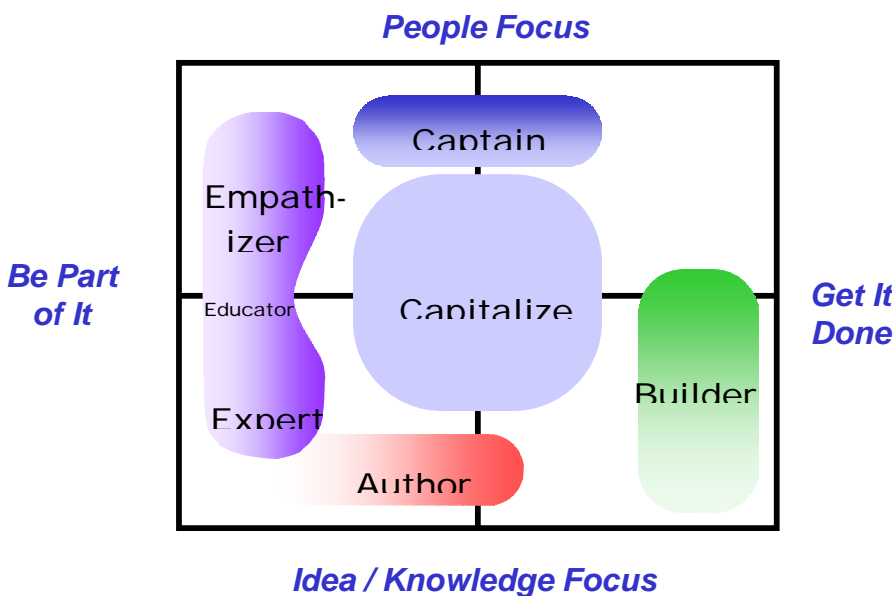 People Focus
Captain
Empath-
izer
Be Part
of It
Educator
Capitalize
Get It
Done
Builder
Expert
Author
Idea / Knowledge Focus